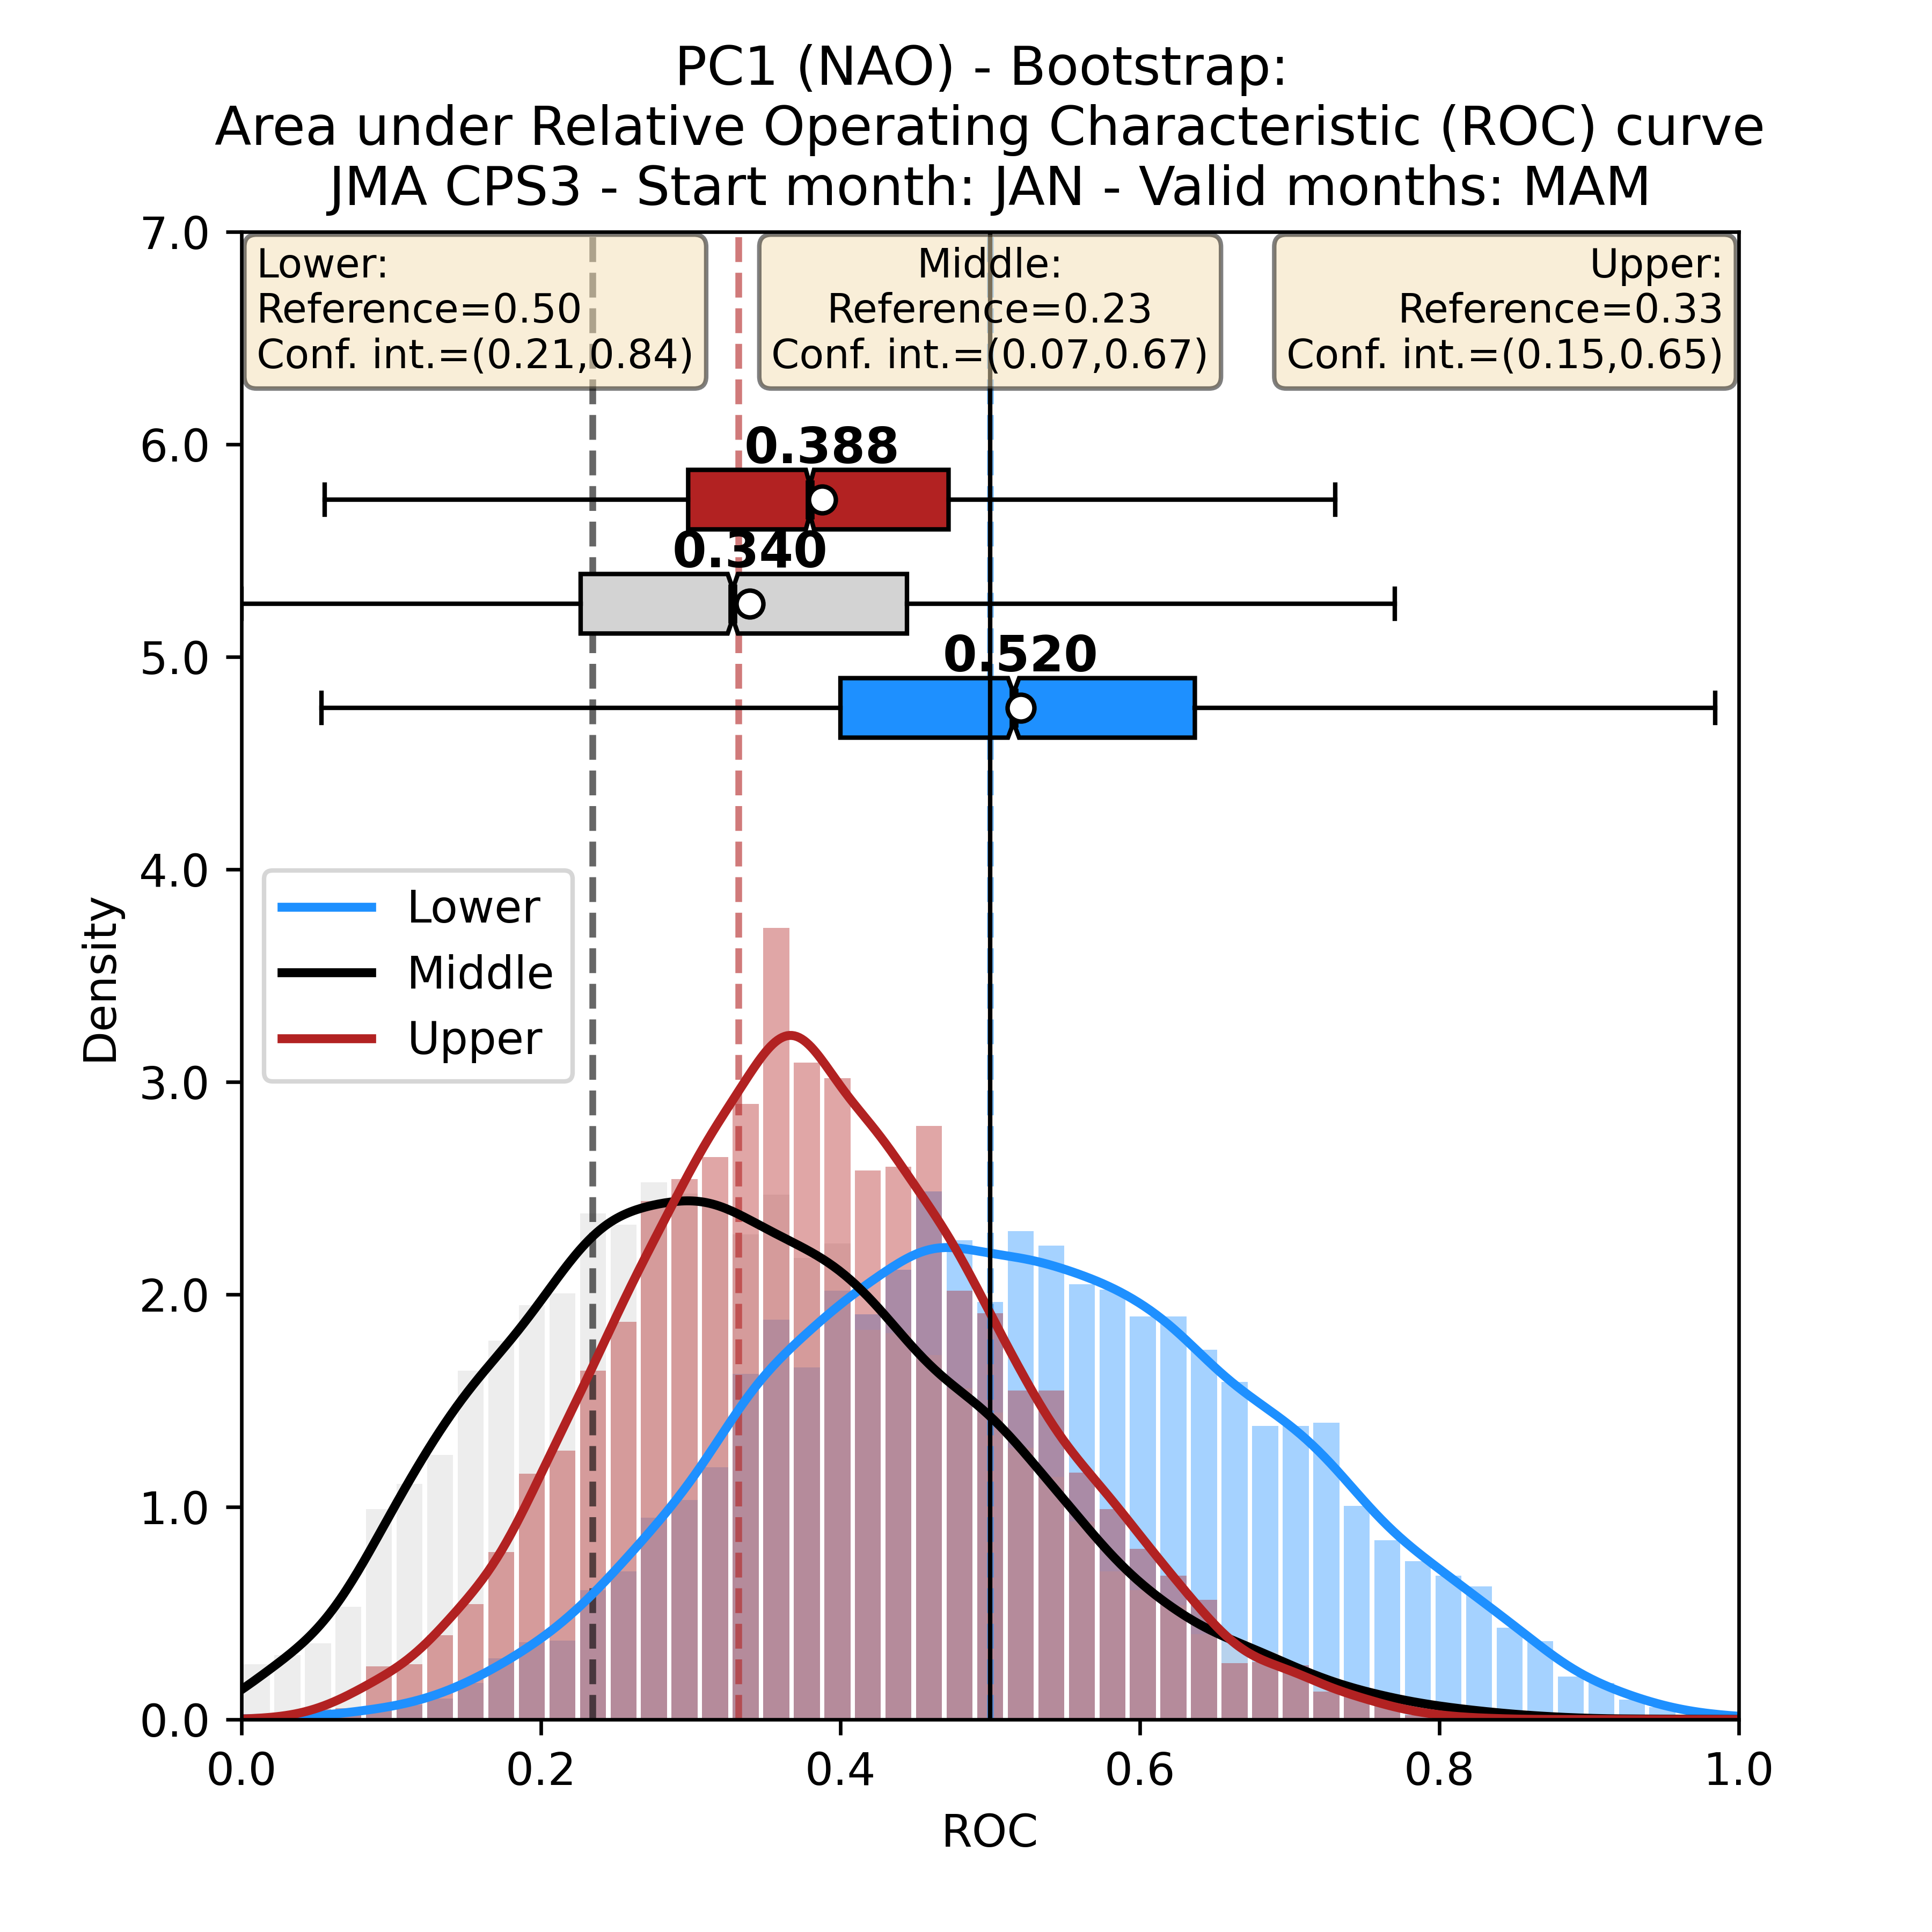 PC1 (NAO) - Bootstrap:
Area under Relative Operating Characteristic (ROC) curve
JMA CPS3 - Start month: JAN - Valid months: MAM
Lower:
Reference=0.50
Conf. int.=(0.21,0.84)
Middle:
Reference=0.23
Conf. int.=(0.07,0.67)
Upper:
Reference=0.33
Conf. int.=(0.15,0.65)
0.388
0.340
0.520
7.0
6.0
5.0
4.0
3.0
2.0
1.0
0.0
Density
Lower
Middle
Upper
0.0 0.2 0.4 0.6 0.8 1.0
ROC